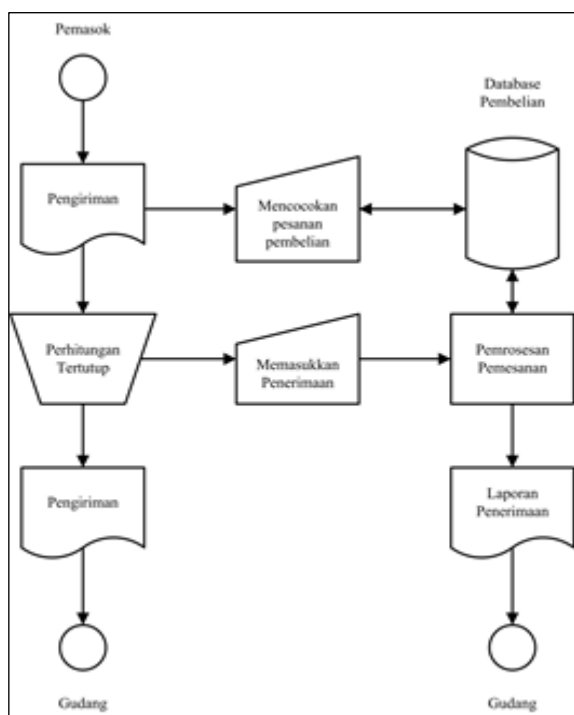 Pemasok
Database
Pembelian
Pengiriman
Mencocokan
pesanan
pembelian
Perhitungan
Tertutup
Memasukkan
Penerimaan
Pemrosesan
Pemesanan
Pengiriman
Laporan
Penerimaan
Gudang
Gudang